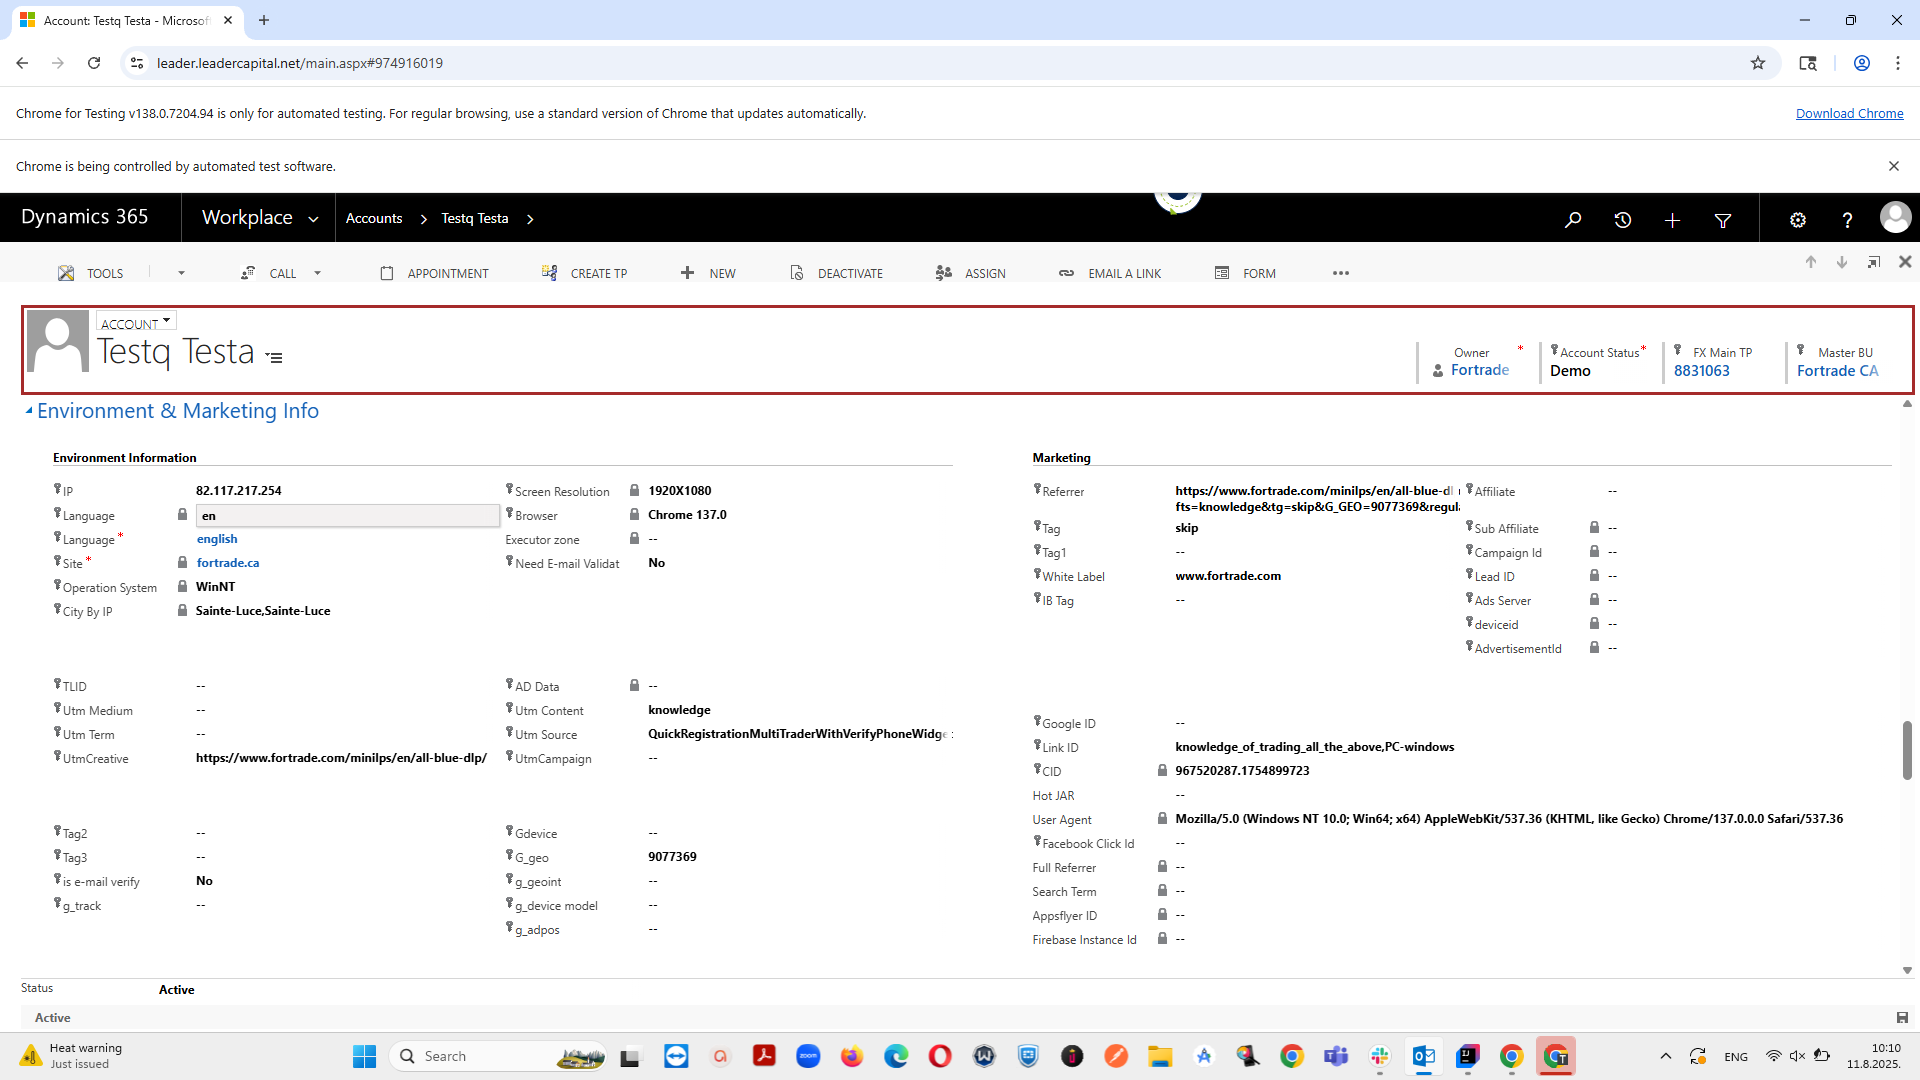 Account: Testq Testa - Microsof
leader.leadercapital.net/main.aspx#974916019
Chrome for Testing v138.0.7204.94 is only for automated testing. For regular browsing, use a standard version of Chrome that updates automatically.
Download Chrome
Chrome is being controlled by automated test software.
Dynamics 365
Workplace
Accounts
Testq Testa
TOOLS
CALL
APPOINTMENT
CREATE TP
NEW
DEACTIVATE
ASSIGN
EMAIL A LINK
FORM
ACCOUNT
Testq Testa
Owner *
Fortrade
Account Status *
Demo
FX Main TP
8831063
Master BU
Fortrade CA
Environment & Marketing Info
Environment Information
IP 82.117.217.254
Language en
Language * english
Site * fortrade.ca
Operation System WinNT
City By IP Sainte-Luce,Sainte-Luce
Screen Resolution 1920X1080
Browser Chrome 137.0
Executor zone --
Need E-mail Validat No
TLID --
Utm Medium --
Utm Term --
UtmCreative https://www.fortrade.com/minilps/en/all-blue-dlp/
AD Data --
Utm Content knowledge
Utm Source QuickRegistrationMultiTraderWithVerifyPhoneWidge
UtmCampaign --
Tag2 --
Tag3 --
is e-mail verify No
g_track --
Gdevice --
G_geo 9077369
g_geoint --
g_device model --
g_adpos --
Marketing
Referrer https://www.fortrade.com/minilps/en/all-blue-dl
fts=knowledge&tg=skip&G_GEO=9077369&regul
Tag skip
Tag1 --
White Label www.fortrade.com
IB Tag --
Affiliate --
Sub Affiliate --
Campaign Id --
Lead ID --
Ads Server --
deviceid --
AdvertisementId --
Google ID --
Link ID knowledge_of_trading_all_the_above,PC-windows
CID 967520287.1754899723
Hot JAR --
User Agent Mozilla/5.0 (Windows NT 10.0; Win64; x64) AppleWebKit/537.36 (KHTML, like Gecko) Chrome/137.0.0.0 Safari/537.36
Facebook Click Id --
Full Referrer --
Search Term --
Appsflyer ID --
Firebase Instance Id --
Status Active
Active
Heat warning
Just issued
Search
zoom
ENG
10:10
11.8.2025.